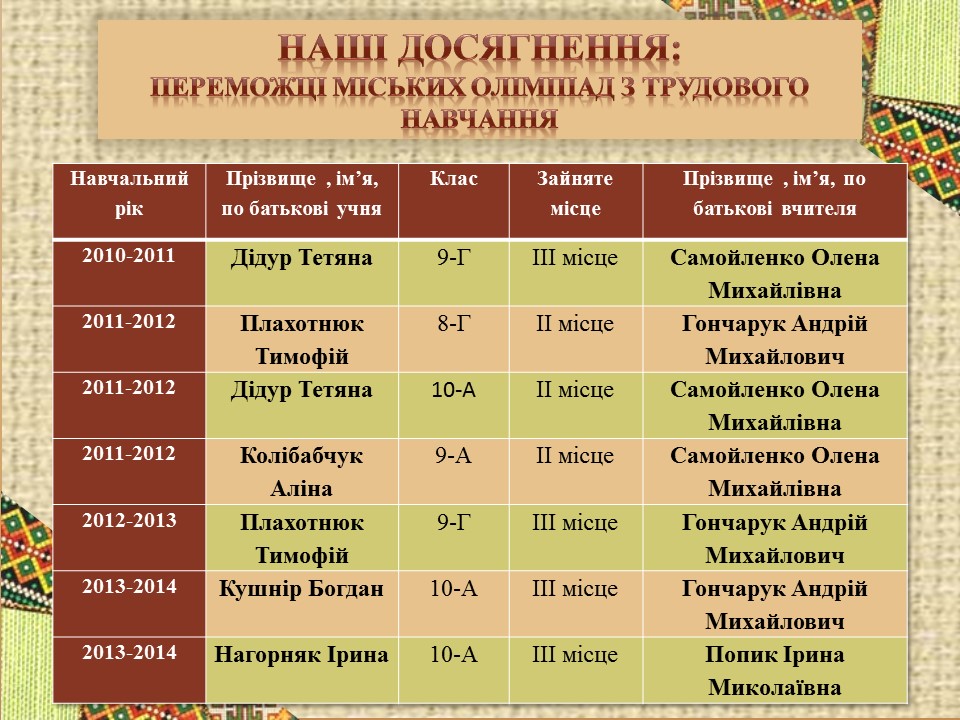 НАШІ ДОСЯГНЕННЯ:
ПЕРЕМОЖЦІ МІСЬКИХ ОЛІМПІАД З ТРУДОВОГО
НАВЧАННЯ
Навчальний рік | Прізвище , ім’я, по батькові учня | Клас | Зайняте місце | Прізвище , ім’я, по батькові вчителя
2010-2011 | Дідур Тетяна | 9-Г | ІІІ місце | Самойленко Олена Михайлівна
2011-2012 | Плахотнюк Тимофій | 8-Г | ІІ місце | Гончарук Андрій Михайлович
2011-2012 | Дідур Тетяна | 10-А | ІІ місце | Самойленко Олена Михайлівна
2011-2012 | Колібабчук Аліна | 9-А | ІІ місце | Самойленко Олена Михайлівна
2012-2013 | Плахотнюк Тимофій | 9-Г | ІІІ місце | Гончарук Андрій Михайлович
2013-2014 | Кушнір Богдан | 10-А | ІІІ місце | Гончарук Андрій Михайлович
2013-2014 | Нагорняк Ірина | 10-А | ІІІ місце | Попик Ірина Миколаївна